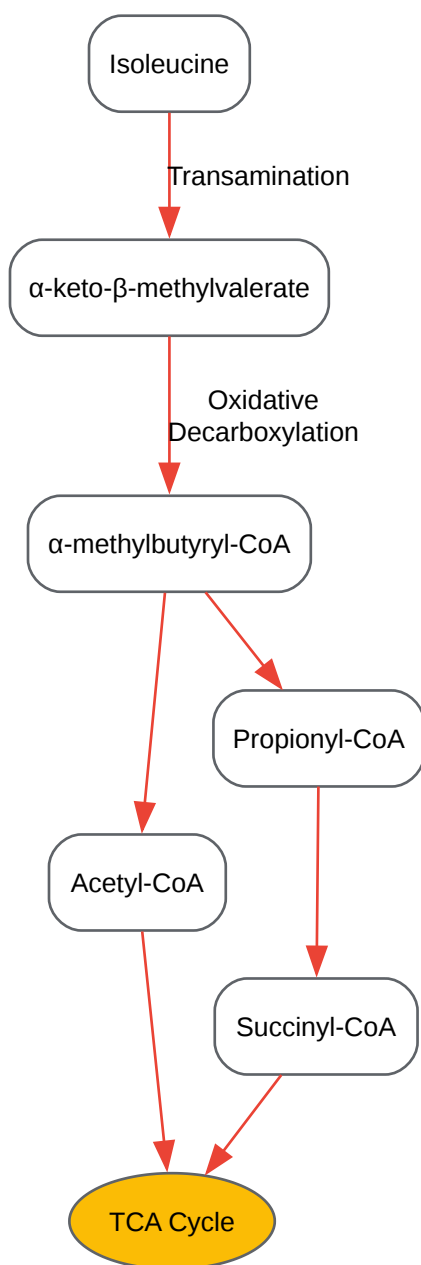 Isoleucine
Transamination
α-keto-β-methylvalerate
Oxidative
Decarboxylation
α-methylbutyryl-CoA
Propionyl-CoA
Acetyl-CoA
Succinyl-CoA
TCA Cycle